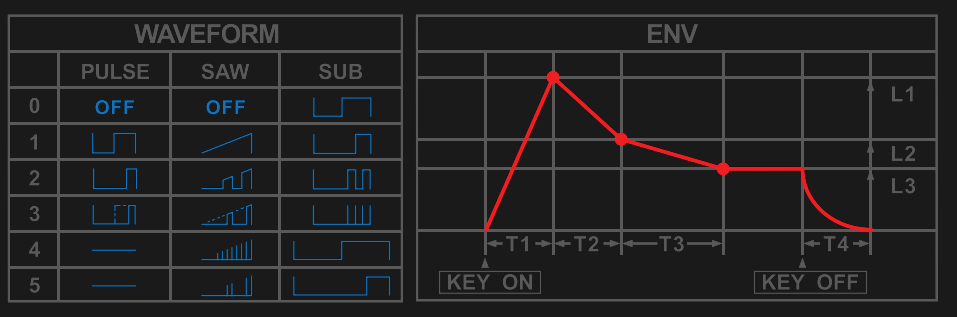 WAVEFORM
PULSE SAW SUB
0 OFF OFF
1
2
3
4
5
ENV
L1
L2
L3
T1 T2 T3 T4
KEY ON KEY OFF